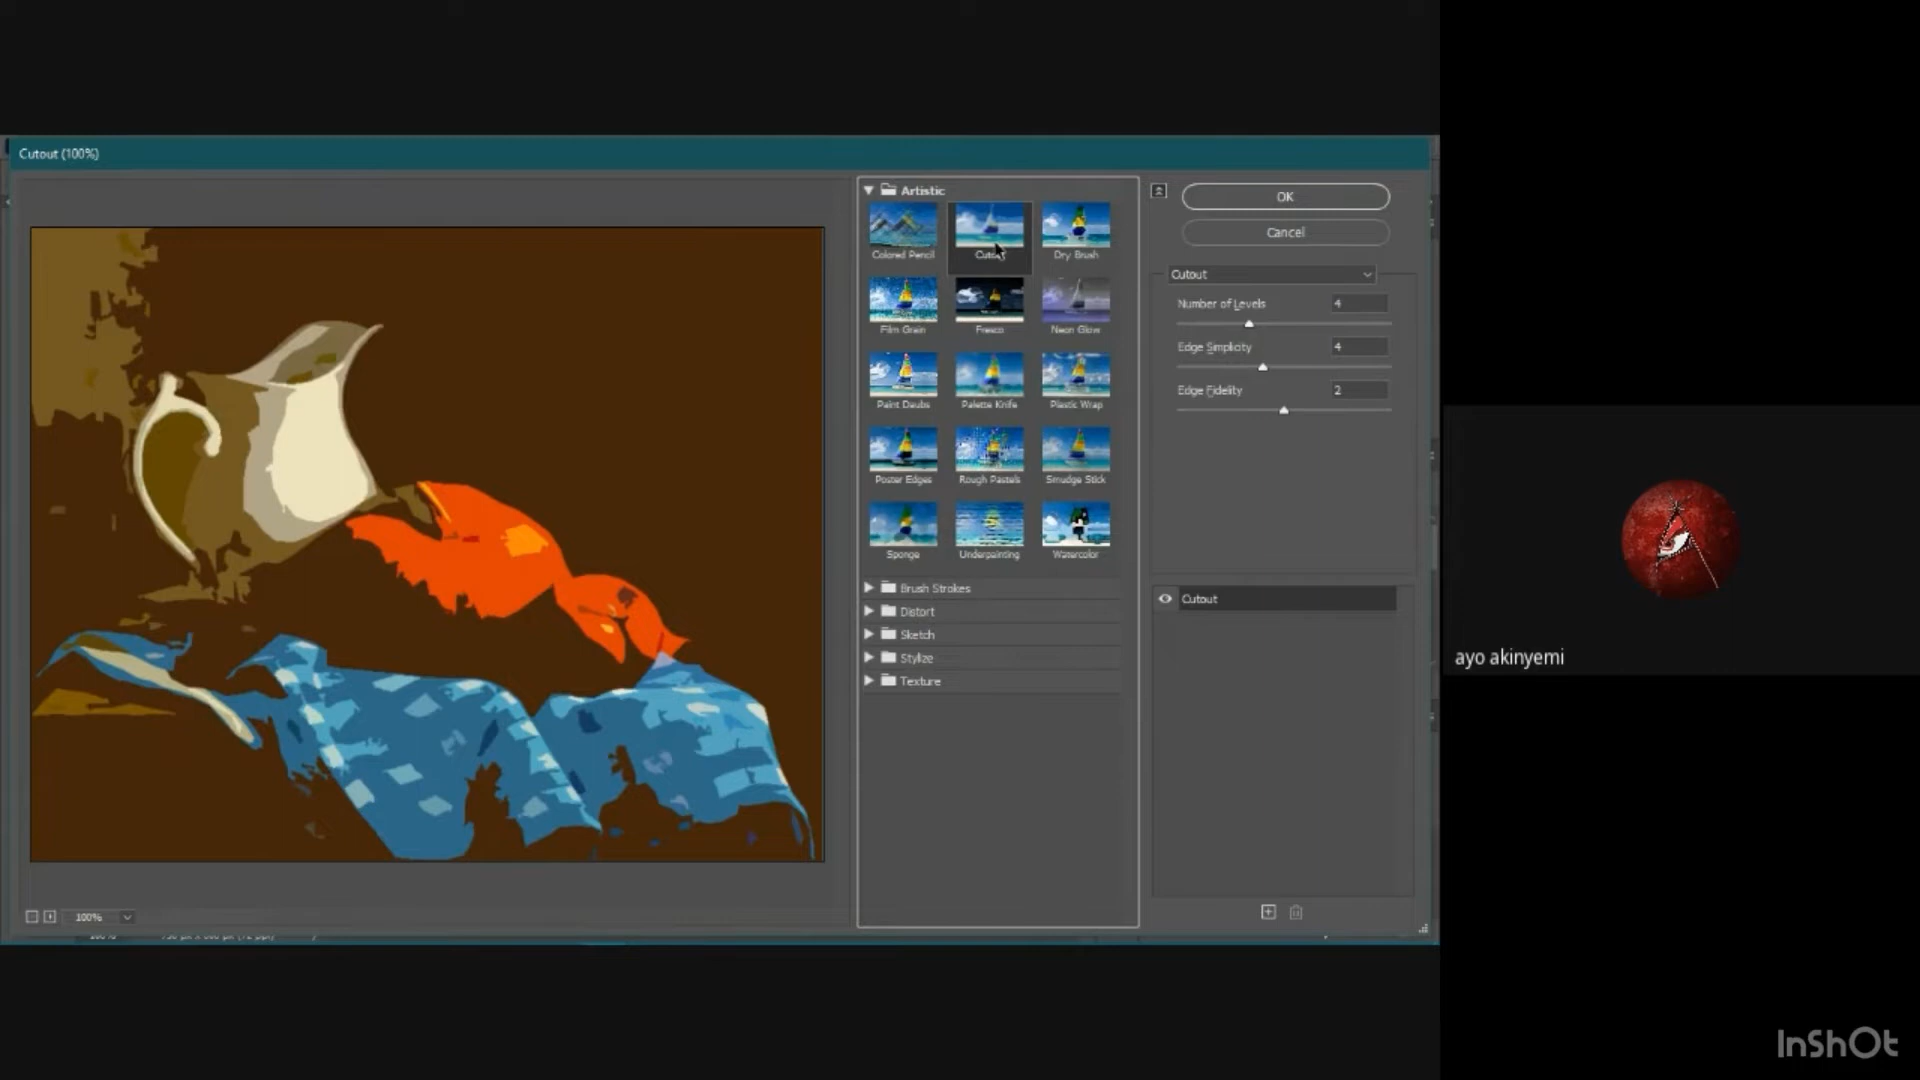 Cutout (100%)
Artistic
OK
Cancel
Colored Pencil
Dry Brush
Cutout
Number of Levels 4
Film Grain Fresco Neon Glow
Edge Simplicity 4
Edge Fidelity 2
Paint Daubs Palette Knife Plastic Wrap
Poster Edges Rough Pastels Smudge Stick
Sponge Underpainting Watercolor
Brush Strokes
Cutout
Distort
Sketch
Stylize
Texture
ayo akinyemi
100%
InShOt